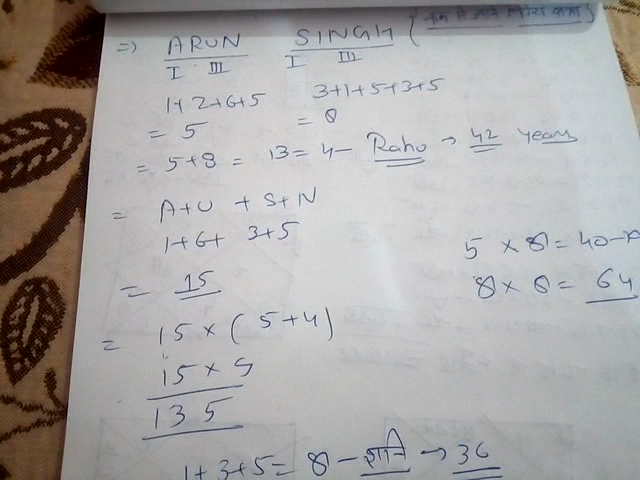 =) ARUN SINGH (नाम से जाने
I III I III
1+2+6+5 3+1+5+3+5
= 5 = 8
= 5+8 = 13 = 4 - Rahu → 42 years
= A+U + S+N
1+6+ 3+5
= 15
5 × 8 = 40 -
8 × 8 = 64
= 15 × ( 5+4 )
15 × 9
135
1+3+5= 8 - शनि → 36